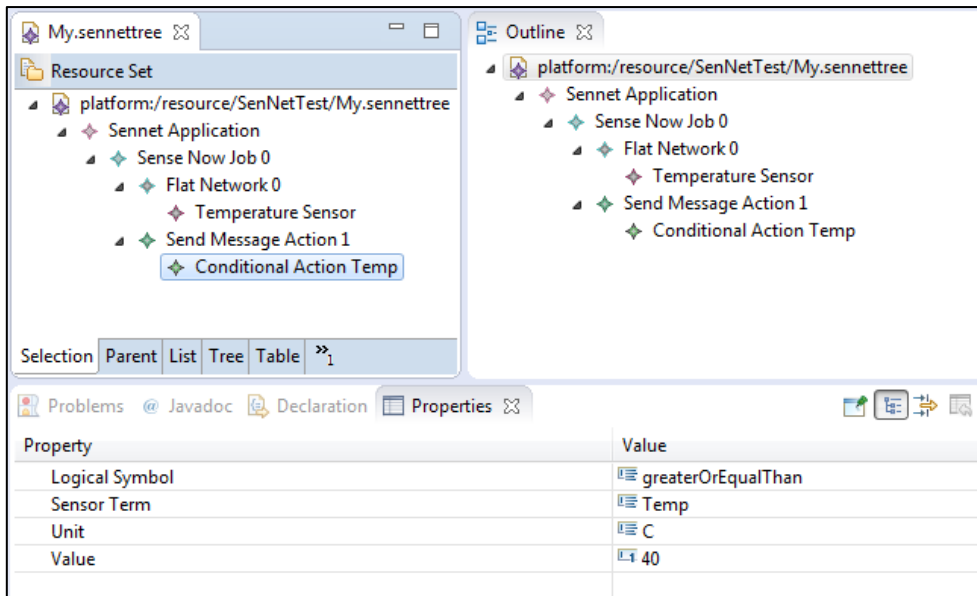 My.sennettree
Resource Set
platform:/resource/SenNetTest/My.sennettree
Sennet Application
Sense Now Job 0
Flat Network 0
Temperature Sensor
Send Message Action 1
Conditional Action Temp
Selection Parent List Tree Table »1
Outline
platform:/resource/SenNetTest/My.sennettree
Sennet Application
Sense Now Job 0
Flat Network 0
Temperature Sensor
Send Message Action 1
Conditional Action Temp
Problems @ Javadoc Declaration Properties
Property Value
Logical Symbol greaterOrEqualThan
Sensor Term Temp
Unit C
Value 40